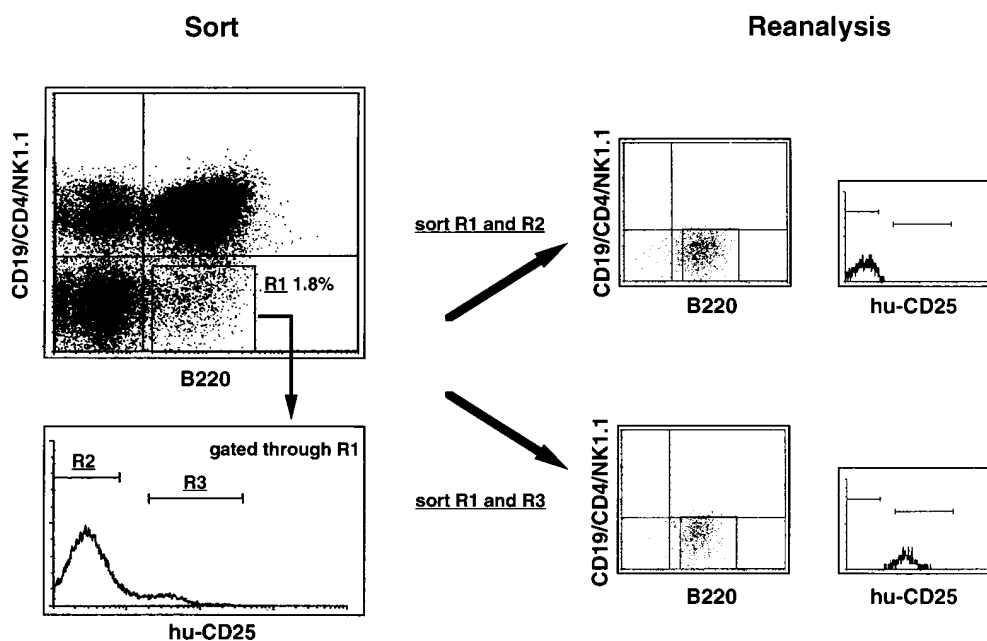 Sort
Reanalysis
CD19/CD4/NK1.1
R1 1.8%
B220
gated through R1
R2
R3
hu-CD25
sort R1 and R2
sort R1 and R3
CD19/CD4/NK1.1
B220
hu-CD25
CD19/CD4/NK1.1
B220
hu-CD25